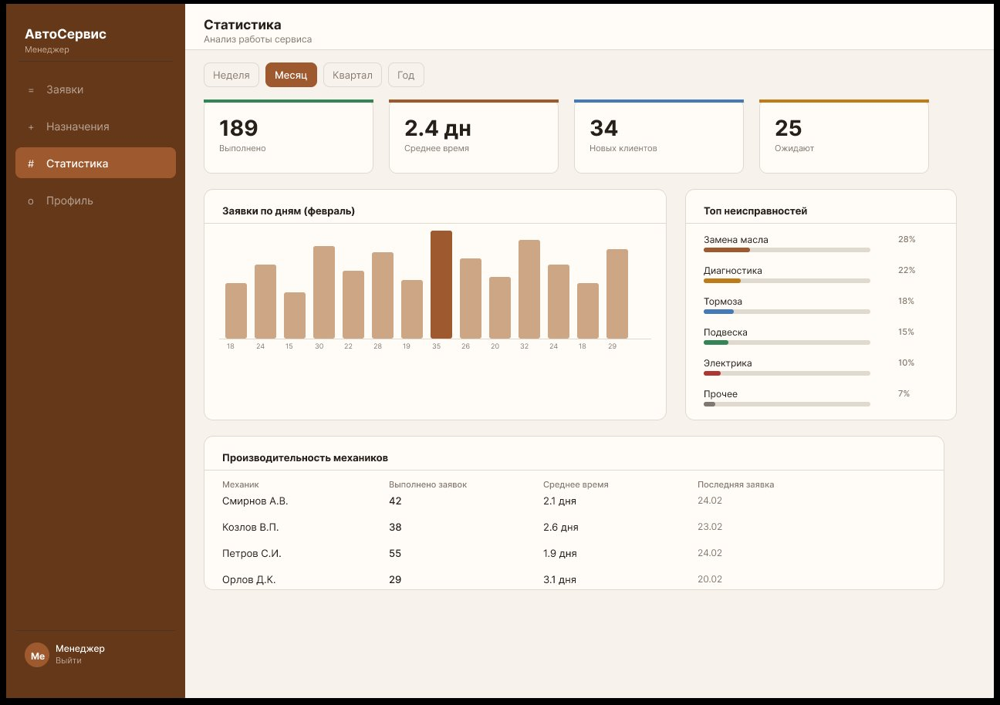 АвтоСервис
Менеджер
= Заявки
+ Назначения
# Статистика
o Профиль
Me Менеджер
Выйти
Статистика
Анализ работы сервиса
Неделя Месяц Квартал Год
189
Выполнено
2.4 дн
Среднее время
34
Новых клиентов
25
Ожидают
Заявки по дням (февраль)
18 24 15 30 22 28 19 35 26 20 32 24 18 29
Топ неисправностей
Замена масла 28%
Диагностика 22%
Тормоза 18%
Подвеска 15%
Электрика 10%
Прочее 7%
Производительность механиков
Механик Выполнено заявок Среднее время Последняя заявка
Смирнов А.В. 42 2.1 дня 24.02
Козлов В.П. 38 2.6 дня 23.02
Петров С.И. 55 1.9 дня 24.02
Орлов Д.К. 29 3.1 дня 20.02